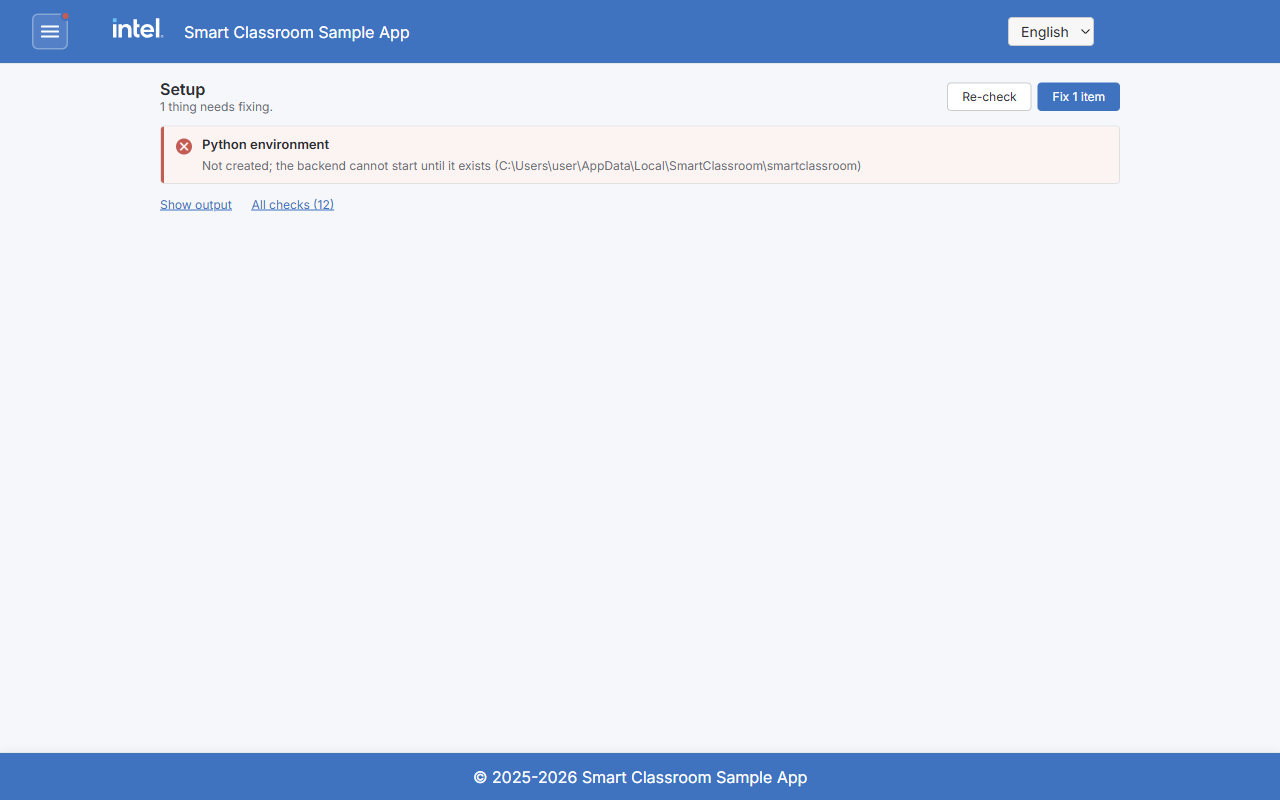 intel.
Smart Classroom Sample App
English
Setup
1 thing needs fixing.
Re-check
Fix 1 item
Python environment
Not created; the backend cannot start until it exists (C:\Users\user\AppData\Local\SmartClassroom\smartclassroom)
Show output
All checks (12)
© 2025-2026 Smart Classroom Sample App